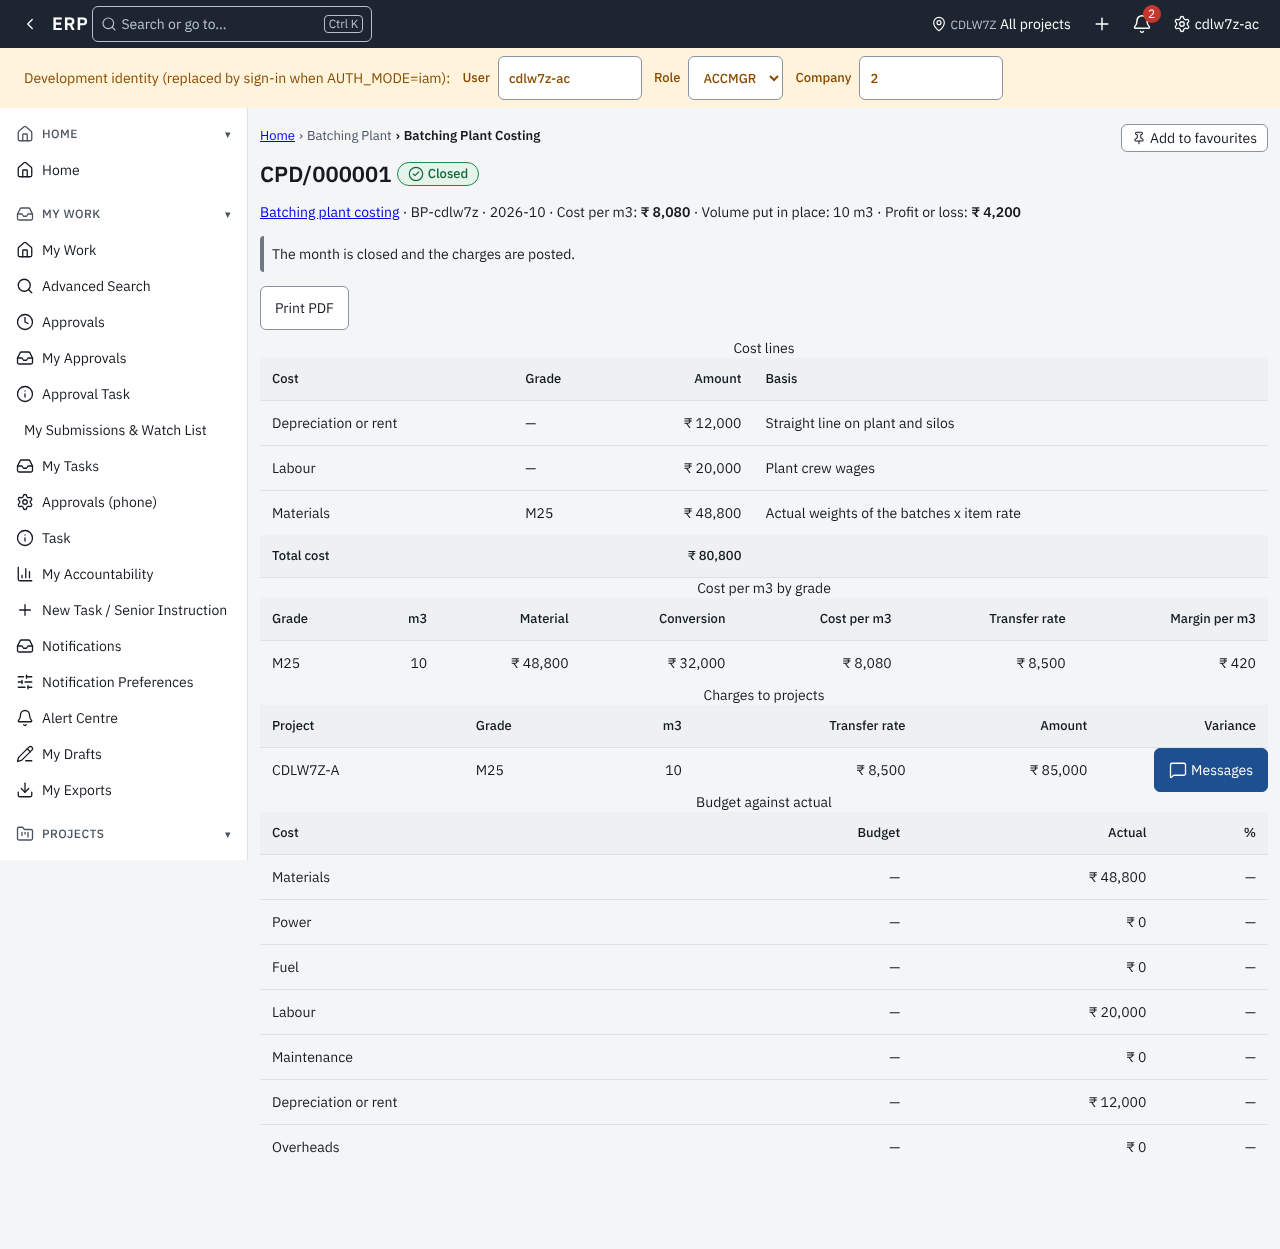 ERP Search or go to... Ctrl K CDLW7Z All projects 2 cdlw7z-ac
Development identity (replaced by sign-in when AUTH_MODE=iam): User cdlw7z-ac Role ACCMGR Company 2
HOME
Home
MY WORK
My Work
Advanced Search
Approvals
My Approvals
Approval Task
My Submissions & Watch List
My Tasks
Approvals (phone)
Task
My Accountability
New Task / Senior Instruction
Notifications
Notification Preferences
Alert Centre
My Drafts
My Exports
PROJECTS
Home › Batching Plant › Batching Plant Costing
Add to favourites
CPD/000001 Closed
Batching plant costing · BP-cdlw7z · 2026-10 · Cost per m3: ₹ 8,080 · Volume put in place: 10 m3 · Profit or loss: ₹ 4,200
The month is closed and the charges are posted.
Print PDF
Cost lines
Cost Grade Amount Basis
Depreciation or rent — ₹ 12,000 Straight line on plant and silos
Labour — ₹ 20,000 Plant crew wages
Materials M25 ₹ 48,800 Actual weights of the batches x item rate
Total cost ₹ 80,800
Cost per m3 by grade
Grade m3 Material Conversion Cost per m3 Transfer rate Margin per m3
M25 10 ₹ 48,800 ₹ 32,000 ₹ 8,080 ₹ 8,500 ₹ 420
Charges to projects
Project Grade m3 Transfer rate Amount Variance
CDLW7Z-A M25 10 ₹ 8,500 ₹ 85,000 Messages
Budget against actual
Cost Budget Actual %
Materials — ₹ 48,800 —
Power — ₹ 0 —
Fuel — ₹ 0 —
Labour — ₹ 20,000 —
Maintenance — ₹ 0 —
Depreciation or rent — ₹ 12,000 —
Overheads — ₹ 0 —